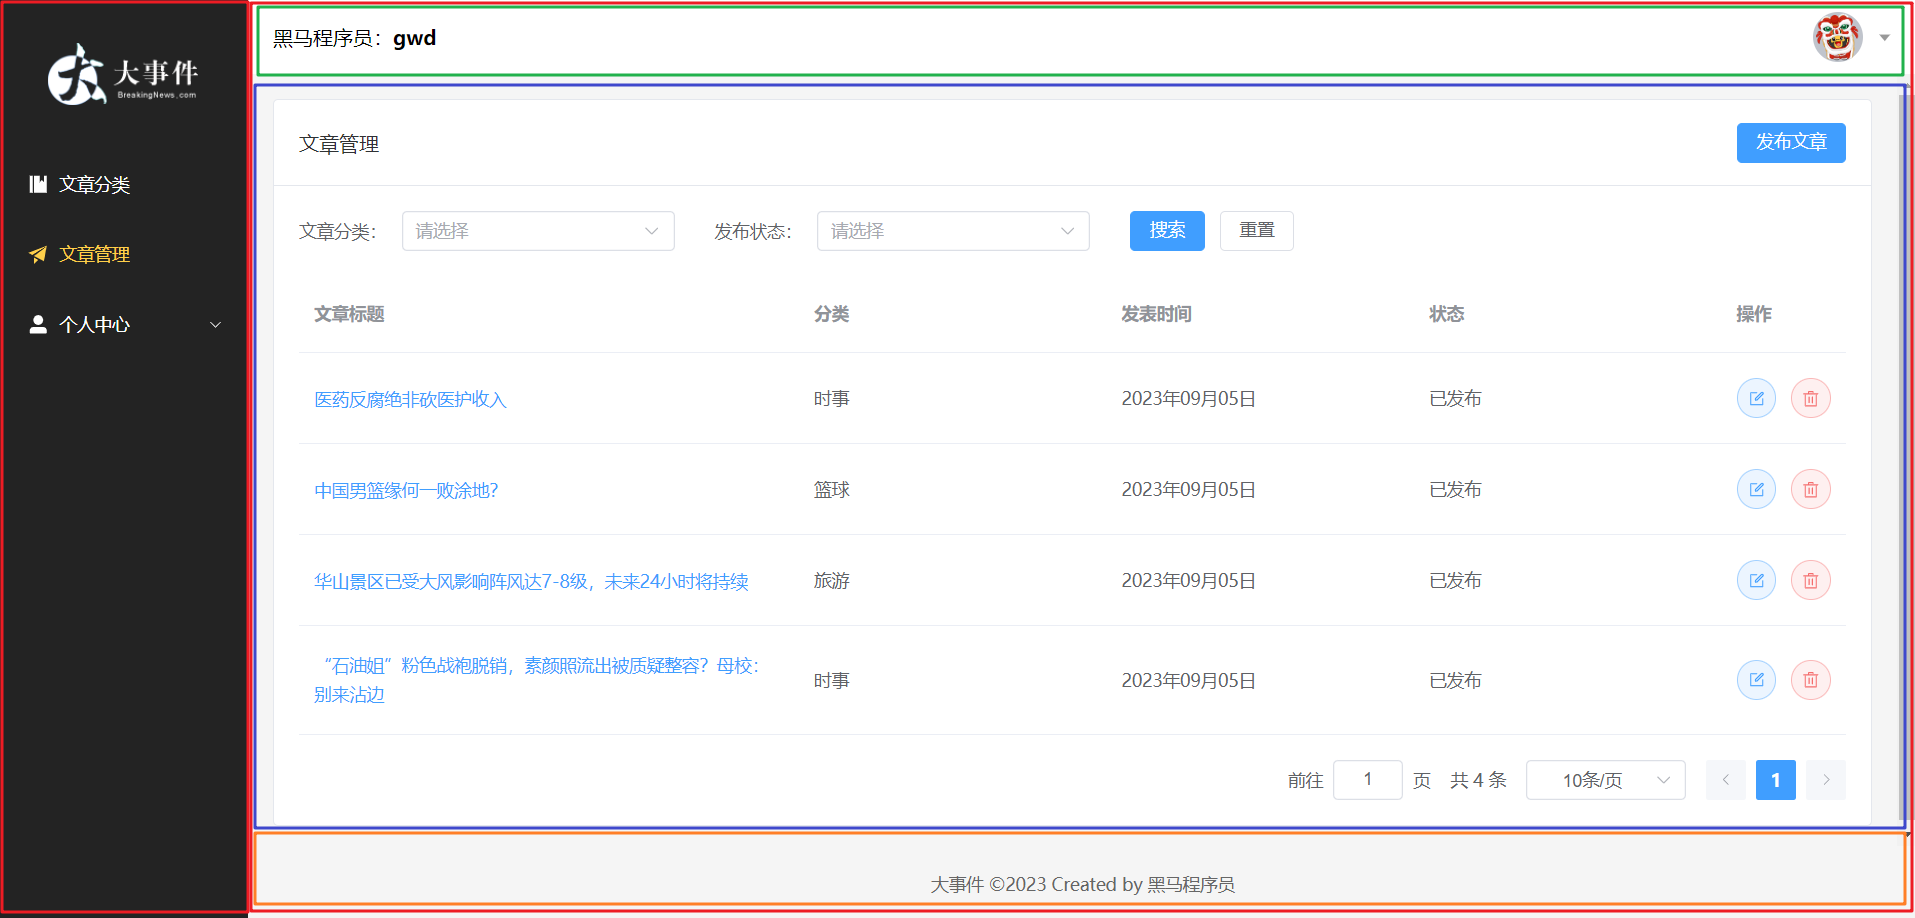 大事件
BreakingNews.com
文章分类
文章管理
个人中心
黑马程序员：gwd
文章管理
发布文章
文章分类： 请选择 发布状态： 请选择 搜索 重置
文章标题 分类 发表时间 状态 操作
医药反腐绝非砍医护收入 时事 2023年09月05日 已发布
中国男篮缘何一败涂地？ 篮球 2023年09月05日 已发布
华山景区已受大风影响阵风达7-8级，未来24小时将持续 旅游 2023年09月05日 已发布
“石油姐”粉色战袍脱销，素颜照流出被质疑整容？母校：
别来沾边 时事 2023年09月05日 已发布
前往 1 页 共 4 条 10条/页 1
大事件 ©2023 Created by 黑马程序员